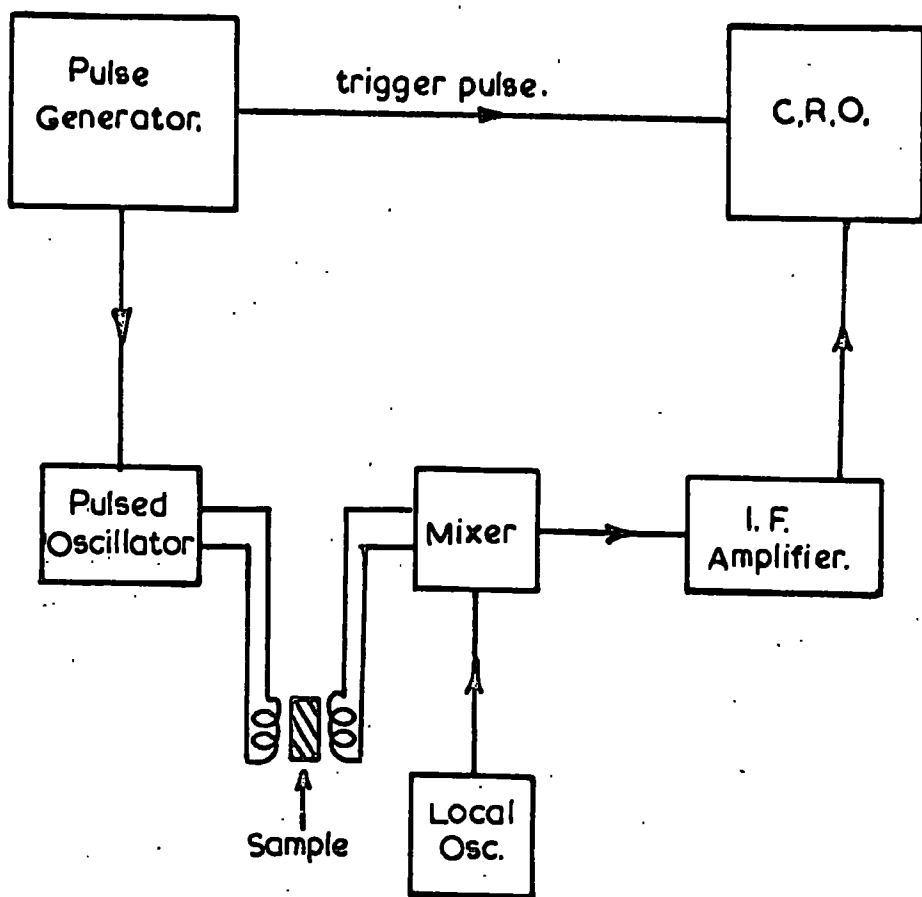 Pulse
Generator.
trigger pulse.
C.R.O.
Pulsed
Oscillator
Mixer
I. F.
Amplifier.
Sample
Local
Osc.